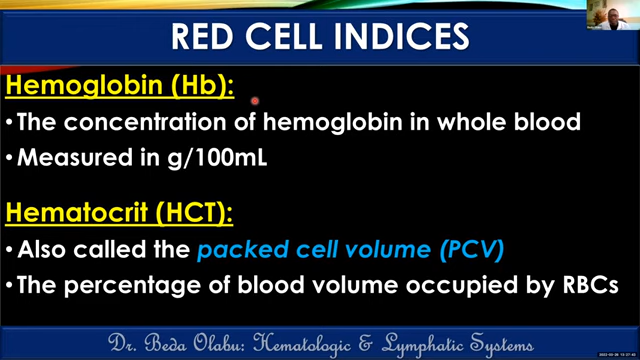 RED CELL INDICES
Hemoglobin (Hb):
• The concentration of hemoglobin in whole blood
• Measured in g/100mL
Hematocrit (HCT):
• Also called the packed cell volume (PCV)
• The percentage of blood volume occupied by RBCs
Dr. Beda Olabu: Hematologic & Lymphatic Systems